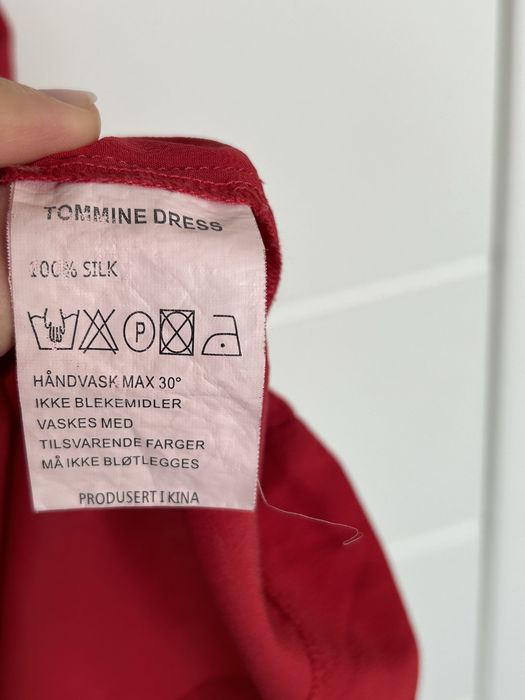 TOMMINE DRESS
100% SILK
P
HÅNDVASK MAX 30°
IKKE BLEKEMIDLER
VASKES MED
TILSVARENDE FARGER
MÅ IKKE BLØTLEGGES
PRODUSERT I KINA